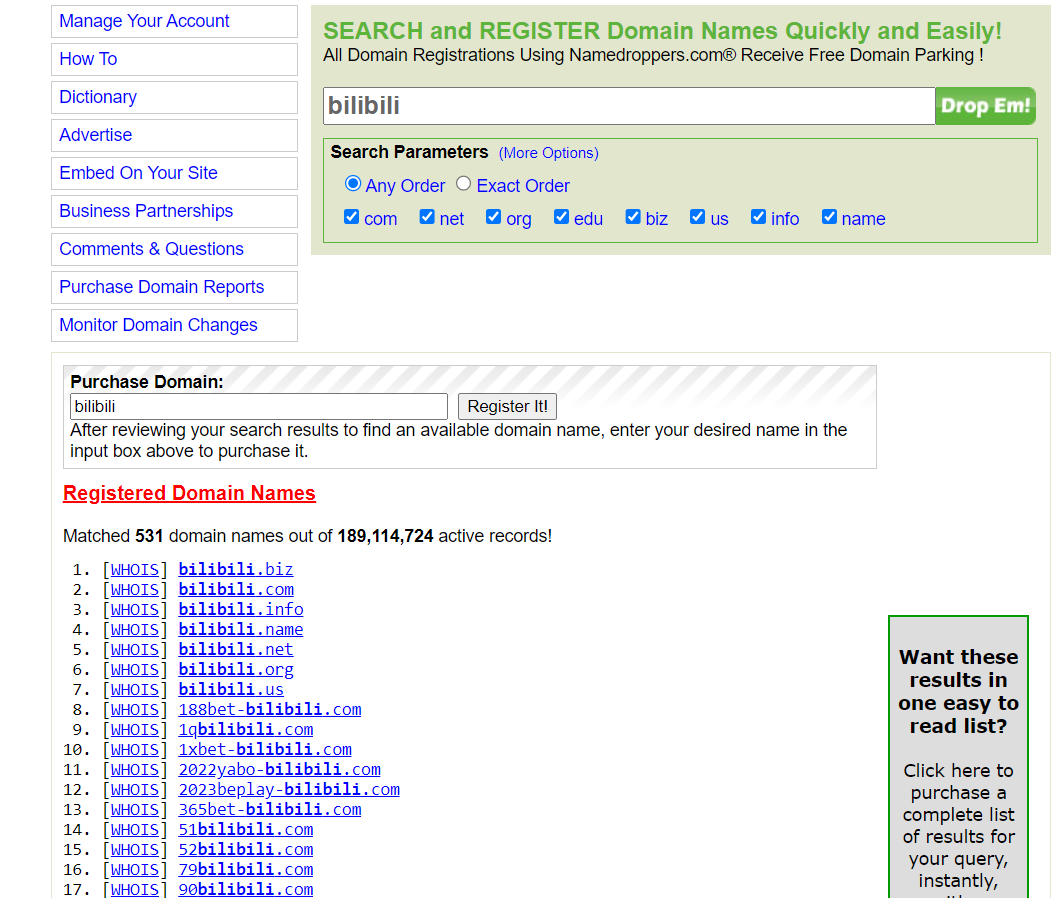 Manage Your Account
How To
Dictionary
Advertise
Embed On Your Site
Business Partnerships
Comments & Questions
Purchase Domain Reports
Monitor Domain Changes
SEARCH and REGISTER Domain Names Quickly and Easily!
All Domain Registrations Using Namedroppers.com® Receive Free Domain Parking !
bilibili Drop Em!
Search Parameters (More Options)
Any Order Exact Order
com net org edu biz us info name
Purchase Domain:
bilibili Register It!
After reviewing your search results to find an available domain name, enter your desired name in the
input box above to purchase it.
Registered Domain Names
Matched 531 domain names out of 189,114,724 active records!
1. [WHOIS] bilibili.biz
2. [WHOIS] bilibili.com
3. [WHOIS] bilibili.info
4. [WHOIS] bilibili.name
5. [WHOIS] bilibili.net
6. [WHOIS] bilibili.org
7. [WHOIS] bilibili.us
8. [WHOIS] 188bet-bilibili.com
9. [WHOIS] 1qbilibili.com
10. [WHOIS] 1xbet-bilibili.com
11. [WHOIS] 2022yabo-bilibili.com
12. [WHOIS] 2023beplay-bilibili.com
13. [WHOIS] 365bet-bilibili.com
14. [WHOIS] 51bilibili.com
15. [WHOIS] 52bilibili.com
16. [WHOIS] 79bilibili.com
17. [WHOIS] 90bilibili.com
Want these
results in
one easy to
read list?
Click here to
purchase a
complete list
of results for
your query,
instantly,